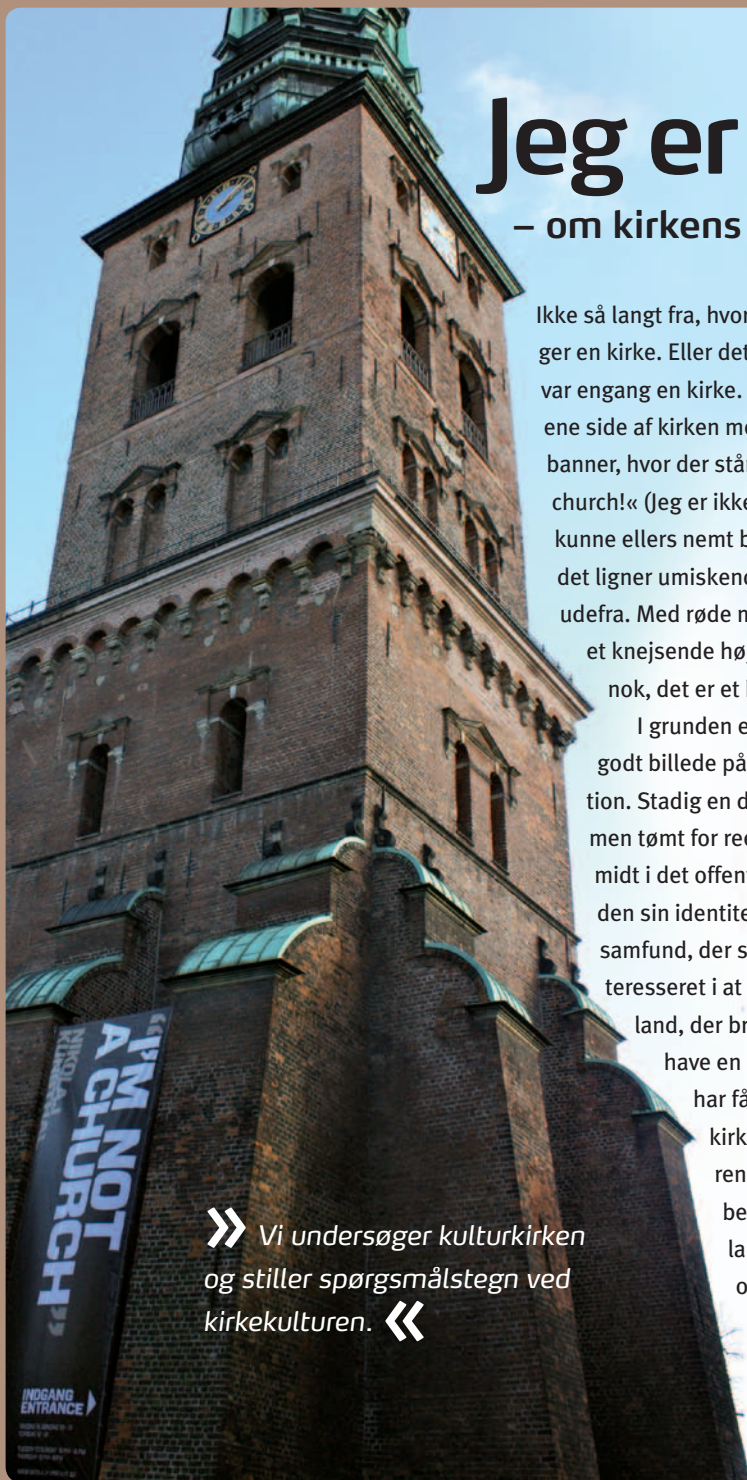 Jeg er
– om kirkens
Ikke så langt fra, hvor
ger en kirke. Eller det
var engang en kirke.
ene side af kirken me
banner, hvor der står
church!« (Jeg er ikke
kunne ellers nemt b
det ligner umisken
udefra. Med røde m
et knejsende høj
nok, det er et
I grunden e
godt billede på
tion. Stadig en d
men tømt for ree
midt i det offent
den sin identite
samfund, der s
teresseret i at
land, der br
have en
har få
kirk
ren
be
la
o
» Vi undersøger kulturkirken
og stiller spørgsmålstegn ved
kirkekulturen. «
NIKOLAJ
KUNSTHAL
“I'M NOT
A CHURCH”
INDGANG
ENTRANCE